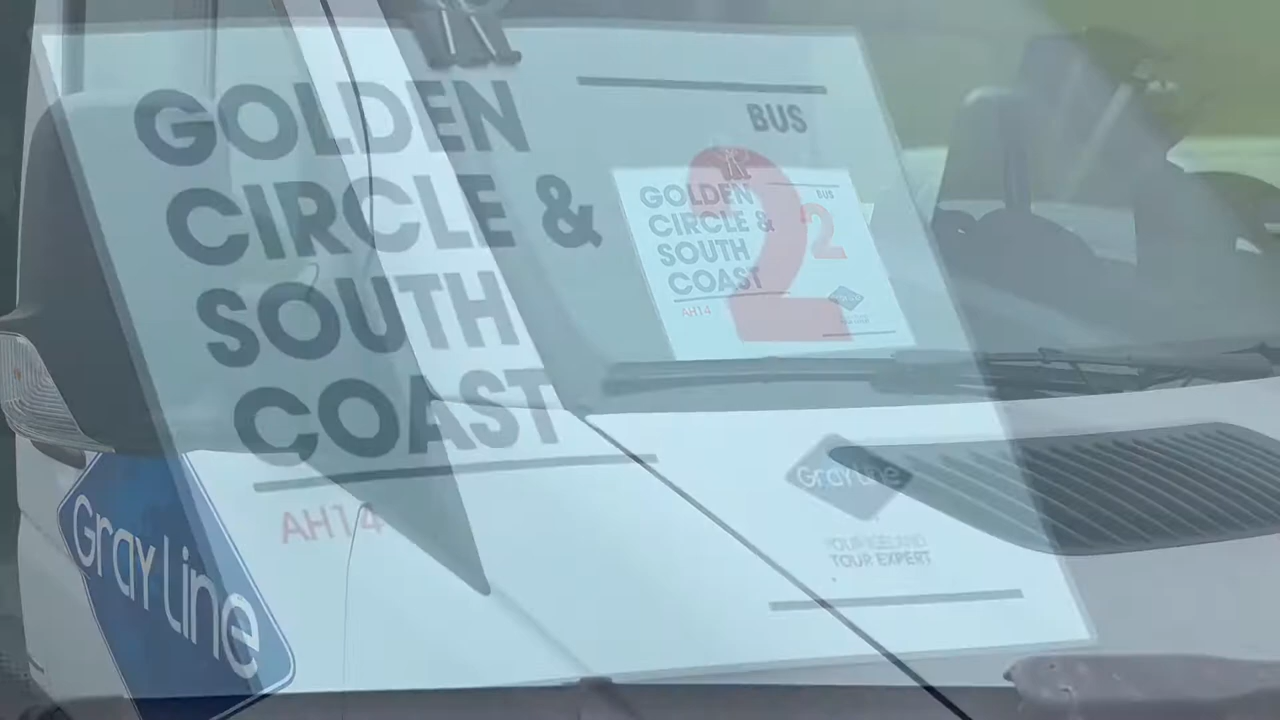 GOLDEN
CIRCLE &
SOUTH
COAST
AH14
BUS
2
Gray Line
YOUR ICELAND
TOUR EXPERT
GOLDEN
CIRCLE &
SOUTH
COAST
AH14
BUS
2
Gray Line